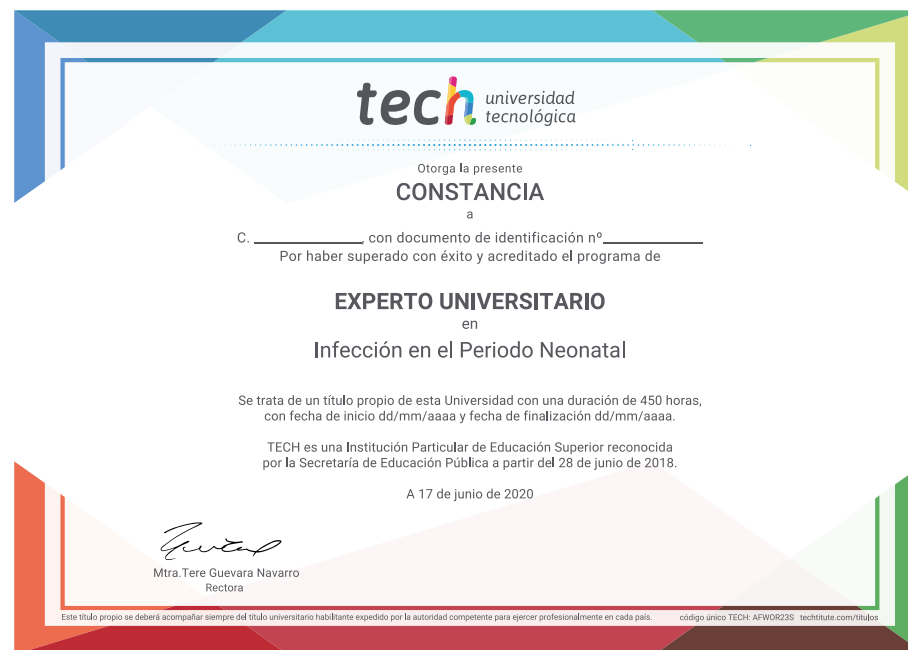 tech universidad
tecnológica
Otorga la presente
CONSTANCIA
a
C. ____________, con documento de identificación nº___________
Por haber superado con éxito y acreditado el programa de
EXPERTO UNIVERSITARIO
en
Infección en el Periodo Neonatal
Se trata de un título propio de esta Universidad con una duración de 450 horas,
con fecha de inicio dd/mm/aaaa y fecha de finalización dd/mm/aaaa.
TECH es una Institución Particular de Educación Superior reconocida
por la Secretaría de Educación Pública a partir del 28 de junio de 2018.
A 17 de junio de 2020
Mtra.Tere Guevara Navarro
Rectora
Este título propio se deberá acompañar siempre del título universitario habilitante expedido por la autoridad competente para ejercer profesionalmente en cada país. código único TECH: AFWOR23S techtitute.com/titulos